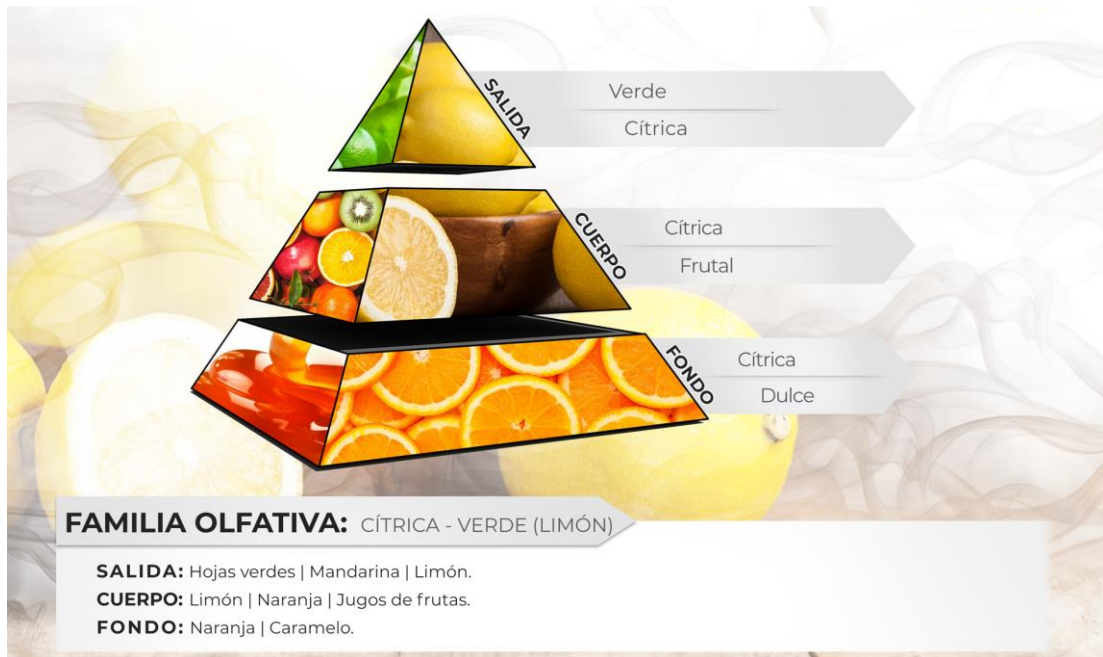 SALIDA
Verde
Cítrica
CUERPO
Cítrica
Frutal
FONDO
Cítrica
Dulce
FAMILIA OLFATIVA: CÍTRICA - VERDE (LIMÓN)
SALIDA: Hojas verdes | Mandarina | Limón.
CUERPO: Limón | Naranja | Jugos de frutas.
FONDO: Naranja | Caramelo.